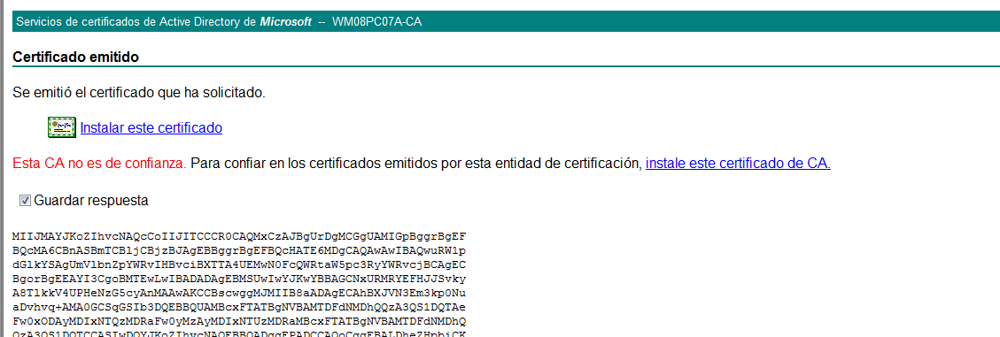 Servicios de certificados de Active Directory de Microsoft -- WM08PC07A-CA
Certificado emitido
Se emitió el certificado que ha solicitado.
Instalar este certificado
Esta CA no es de confianza. Para confiar en los certificados emitidos por esta entidad de certificación, instale este certificado de CA.
Guardar respuesta
MIIJMAYJKoZIhvcNAQcCoIIJITCCCR0CAQMxCzAJBgUrDgMCGgUAMIGpBggrBgEF
BQcMA6CBnASBmTCBljCBjzBJAgEBBggrBgEFBQcHATE6MDgCAQAwAwIBAQwuRW1p
dGlkYSAgUmVlbnZpYWRvIHBvciBXTTA4UEMwN0FcQWRtaW5pc3RyYWRvcjBCAgEC
BgorBgEEAYI3CgoBMTEwLwIBADADAgEBMSUwIwYJKwYBBAGCNxURMRYEFHJJSvky
A8TlkkV4UPHeNzG5cyAnMAAwAKCCBscwggMJMIIB8aADAgECAhBXJVN3Em3kp0Nu
aDvhvq+AMA0GCSqGSIb3DQEBBQUAMBcxFTATBgNVBAMTDFdNMDhQQzA3QS1DQTAe
Fw0xODAyMDIxNTQzMDRaFw0yMzAyMDIxNTUzMDRaMBcxFTATBgNVBAMTDFdNMDhQ
QzA3QS1DQTCCASIwDQYJKoZIhvcNAQEBBQADggEPADCCAQoCggEBALDheZHpbiCK